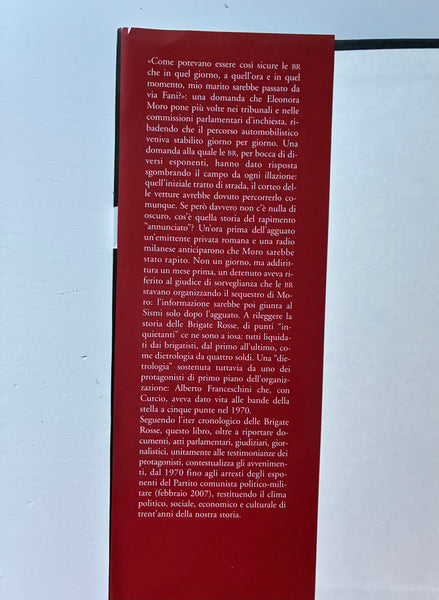 «Come potevano essere così sicure le BR
che in quel giorno, a quell'ora e in quel
momento, mio marito sarebbe passato da
via Fani?»: una domanda che Eleonora
Moro pone più volte nei tribunali e nelle
commissioni parlamentari d'inchiesta, ri-
badendo che il percorso automobilistico
veniva stabilito giorno per giorno. Una
domanda alla quale le BR, per bocca di di-
versi esponenti, hanno dato risposta
sgombrando il campo da ogni illazione:
quell'iniziale tratto di strada, il corteo del-
le vetture avrebbe dovuto percorrerlo co-
munque. Se però davvero non c'è nulla di
oscuro, cos'è quella storia del rapimento
"annunciato"? Un'ora prima dell'agguato
un'emittente privata romana e una radio
milanese anticiparono che Moro sarebbe
stato rapito. Non un giorno, ma addirit-
tura un mese prima, un detenuto aveva ri-
ferito al giudice di sorveglianza che le BR
stavano organizzando il sequestro di Mo-
ro: l'informazione sarebbe poi giunta al
Sismi solo dopo l'agguato. A rileggere la
storia delle Brigate Rosse, di punti "in-
quietanti" ce ne sono a iosa: tutti liquida-
ti dai brigatisti, dal primo all'ultimo, co-
me dietrologia da quattro soldi. Una "die-
trologia" sostenuta tuttavia da uno dei
protagonisti di primo piano dell'organiz-
zazione: Alberto Franceschini che, con
Curcio, aveva dato vita alle bande della
stella a cinque punte nel 1970.
Seguendo l'iter cronologico delle Brigate
Rosse, questo libro, oltre a riportare do-
cumenti, atti parlamentari, giudiziari, gior-
nalistici, unitamente alle testimonianze dei
protagonisti, contestualizza gli avvenimen-
ti, dal 1970 fino agli arresti degli espo-
nenti del Partito comunista politico-mili-
tare (febbraio 2007), restituendo il clima
politico, sociale, economico e culturale di
trent'anni della nostra storia.